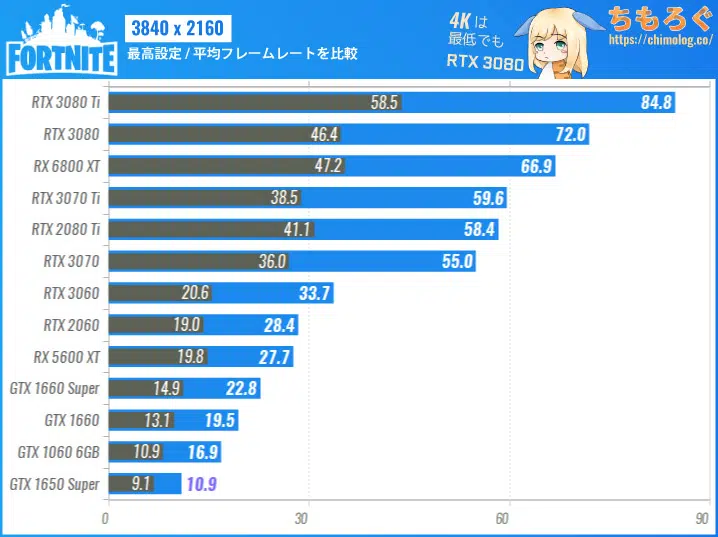 FORTNITE
3840 x 2160
最高設定 / 平均フレームレートを比較
4K は
最低でも
RTX 3080
ちもろぐ
https://chimolog.co/
RTX 3080 Ti 58.5 84.8
RTX 3080 46.4 72.0
RX 6800 XT 47.2 66.9
RTX 3070 Ti 38.5 59.6
RTX 2080 Ti 41.1 58.4
RTX 3070 36.0 55.0
RTX 3060 20.6 33.7
RTX 2060 19.0 28.4
RX 5600 XT 19.8 27.7
GTX 1660 Super 14.9 22.8
GTX 1660 13.1 19.5
GTX 1060 6GB 10.9 16.9
GTX 1650 Super 9.1 10.9
0 30 60 90